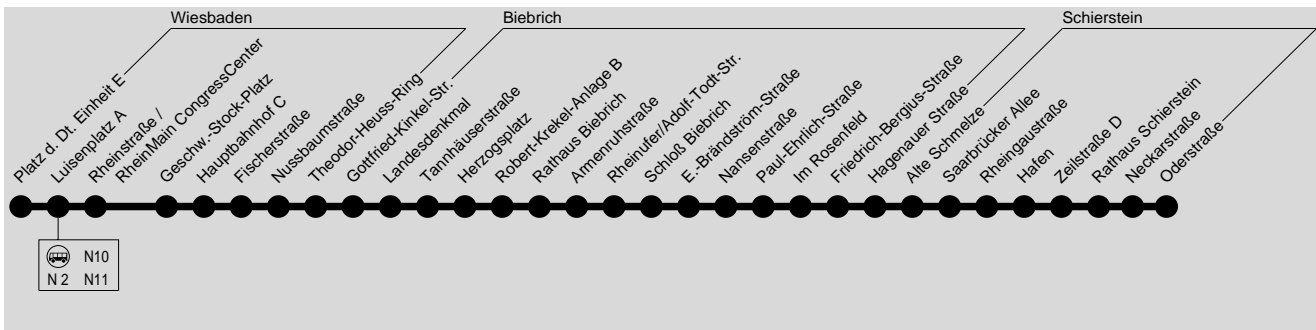 Wiesbaden
Biebrich
Schierstein
Platz d. Dt. Einheit E
Luisenplatz A
Rheinstraße /
RheinMain CongressCenter
Geschw.-Stock-Platz
Hauptbahnhof C
Fischerstraße
Nussbaumstraße
Theodor-Heuss-Ring
Gottfried-Kinkel-Str.
Landesdenkmal
Tannhäuserstraße
Herzogsplatz
Robert-Krekel-Anlage B
Rathaus Biebrich
Armenruhstraße
Rheinufer/Adolf-Todt-Str.
Schloß Biebrich
E.-Brändström-Straße
Nansenstraße
Paul-Ehrlich-Straße
Im Rosenfeld
Friedrich-Bergius-Straße
Hagenauer Straße
Alte Schmelze
Saarbrücker Allee
Rheingaustraße
Hafen
Zeilstraße D
Rathaus Schierstein
Neckarstraße
Oderstraße
N10
N 2 N11